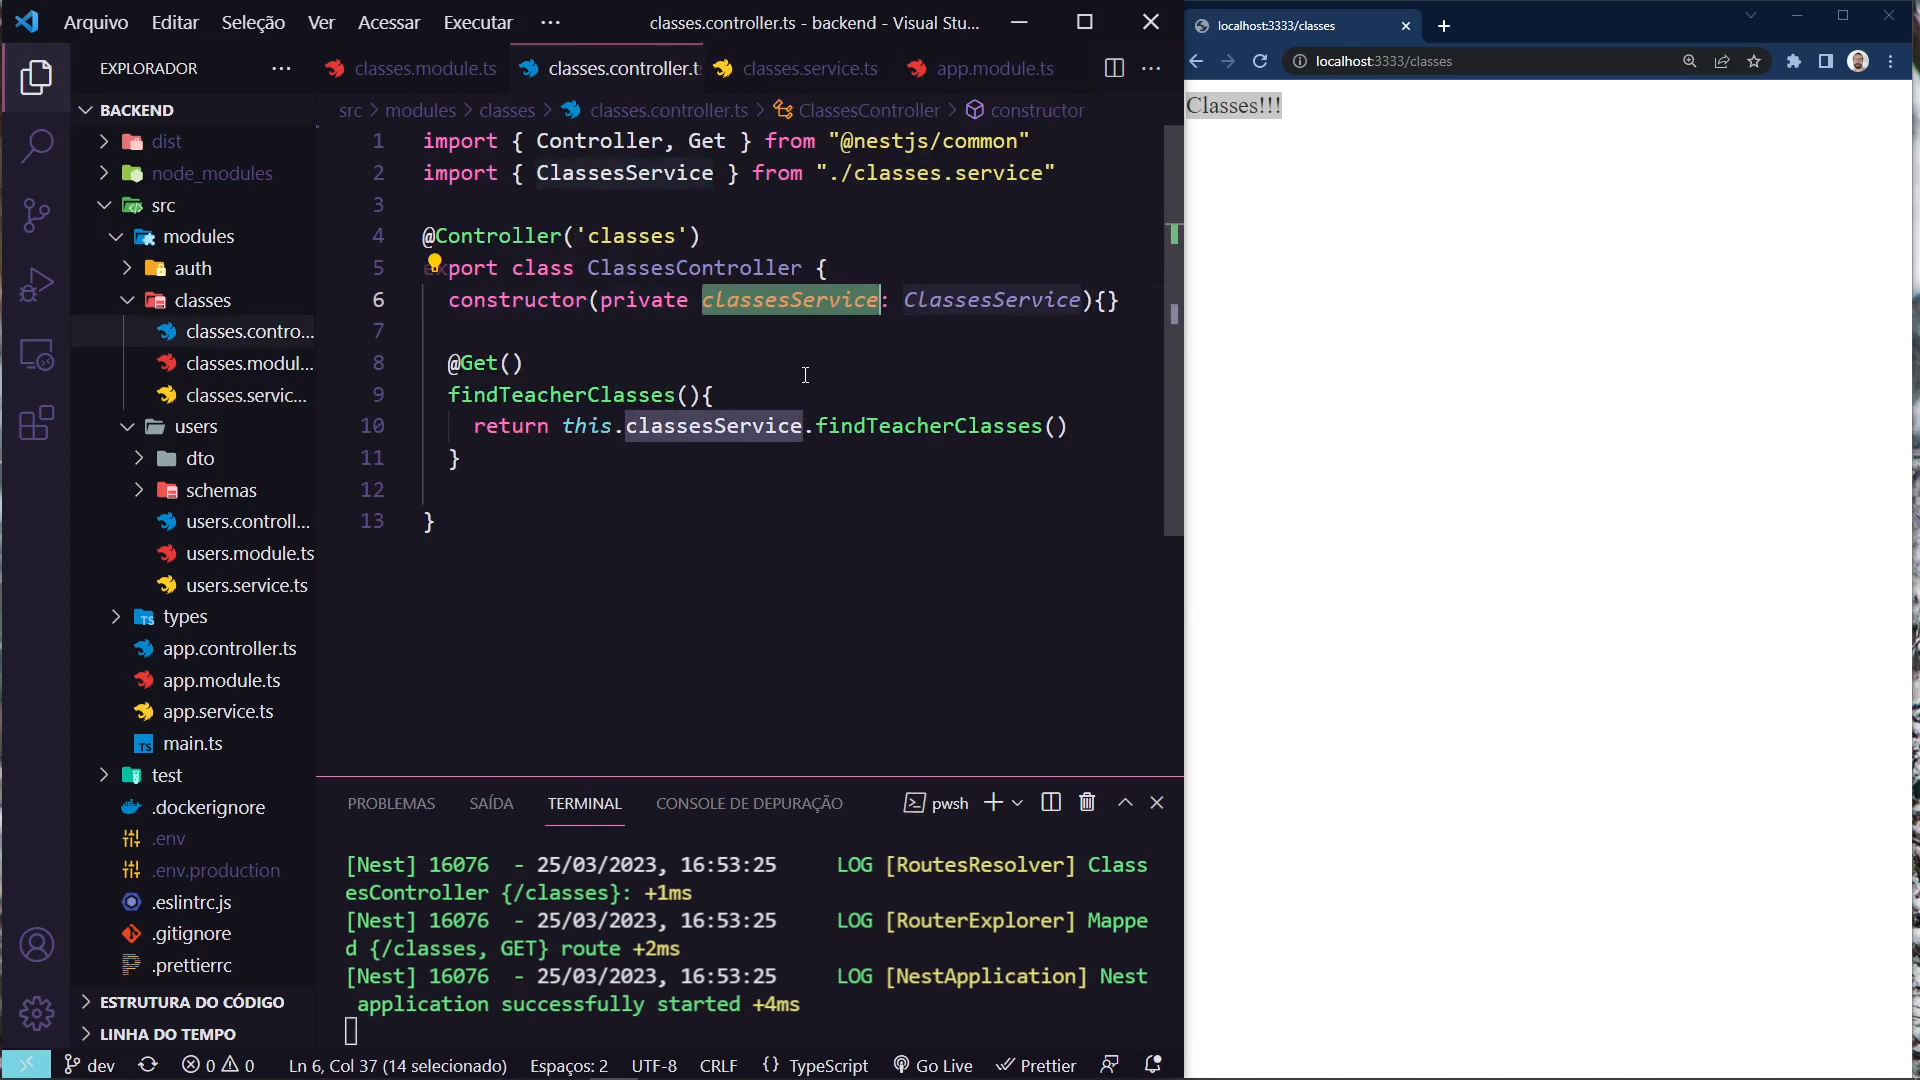 Arquivo Editar Seleção Ver Acessar Executar ··· classes.controller.ts - backend - Visual Stu...
EXPLORADOR ···
BACKEND
dist
node_modules
src
modules
auth
classes
classes.contro...
classes.modul...
classes.servic...
users
dto
schemas
users.controll...
users.module.ts
users.service.ts
types
app.controller.ts
app.module.ts
app.service.ts
main.ts
test
.dockerignore
.env
.env.production
.eslintrc.js
.gitignore
.prettierrc
ESTRUTURA DO CÓDIGO
LINHA DO TEMPO
classes.module.ts classes.controller.t classes.service.ts app.module.ts
src > modules > classes > classes.controller.ts > ClassesController > constructor
1 import { Controller, Get } from "@nestjs/common"
2 import { ClassesService } from "./classes.service"
3
4 @Controller('classes')
5 export class ClassesController {
6 constructor(private classesService: ClassesService){}
7
8 @Get()
9 findTeacherClasses(){
10 return this.classesService.findTeacherClasses()
11 }
12
13 }
PROBLEMAS SAÍDA TERMINAL CONSOLE DE DEPURAÇÃO pwsh
[Nest] 16076 - 25/03/2023, 16:53:25 LOG [RoutesResolver] Class
esController {/classes}: +1ms
[Nest] 16076 - 25/03/2023, 16:53:25 LOG [RouterExplorer] Mappe
d {/classes, GET} route +2ms
[Nest] 16076 - 25/03/2023, 16:53:25 LOG [NestApplication] Nest
application successfully started +4ms
dev 0 0 Ln 6, Col 37 (14 selecionado) Espaços: 2 UTF-8 CRLF {} TypeScript Go Live Prettier
localhost:3333/classes
localhost:3333/classes
Classes!!!